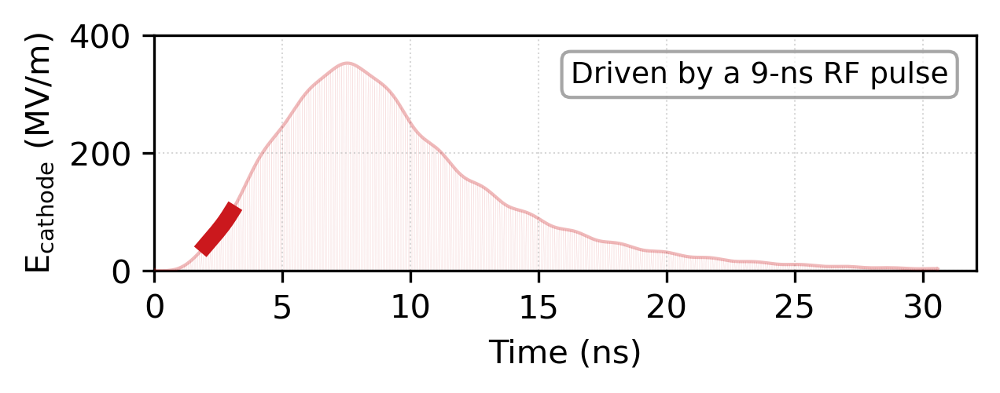 E_cathode (MV/m)
400
200
0
Driven by a 9-ns RF pulse
0 5 10 15 20 25 30
Time (ns)